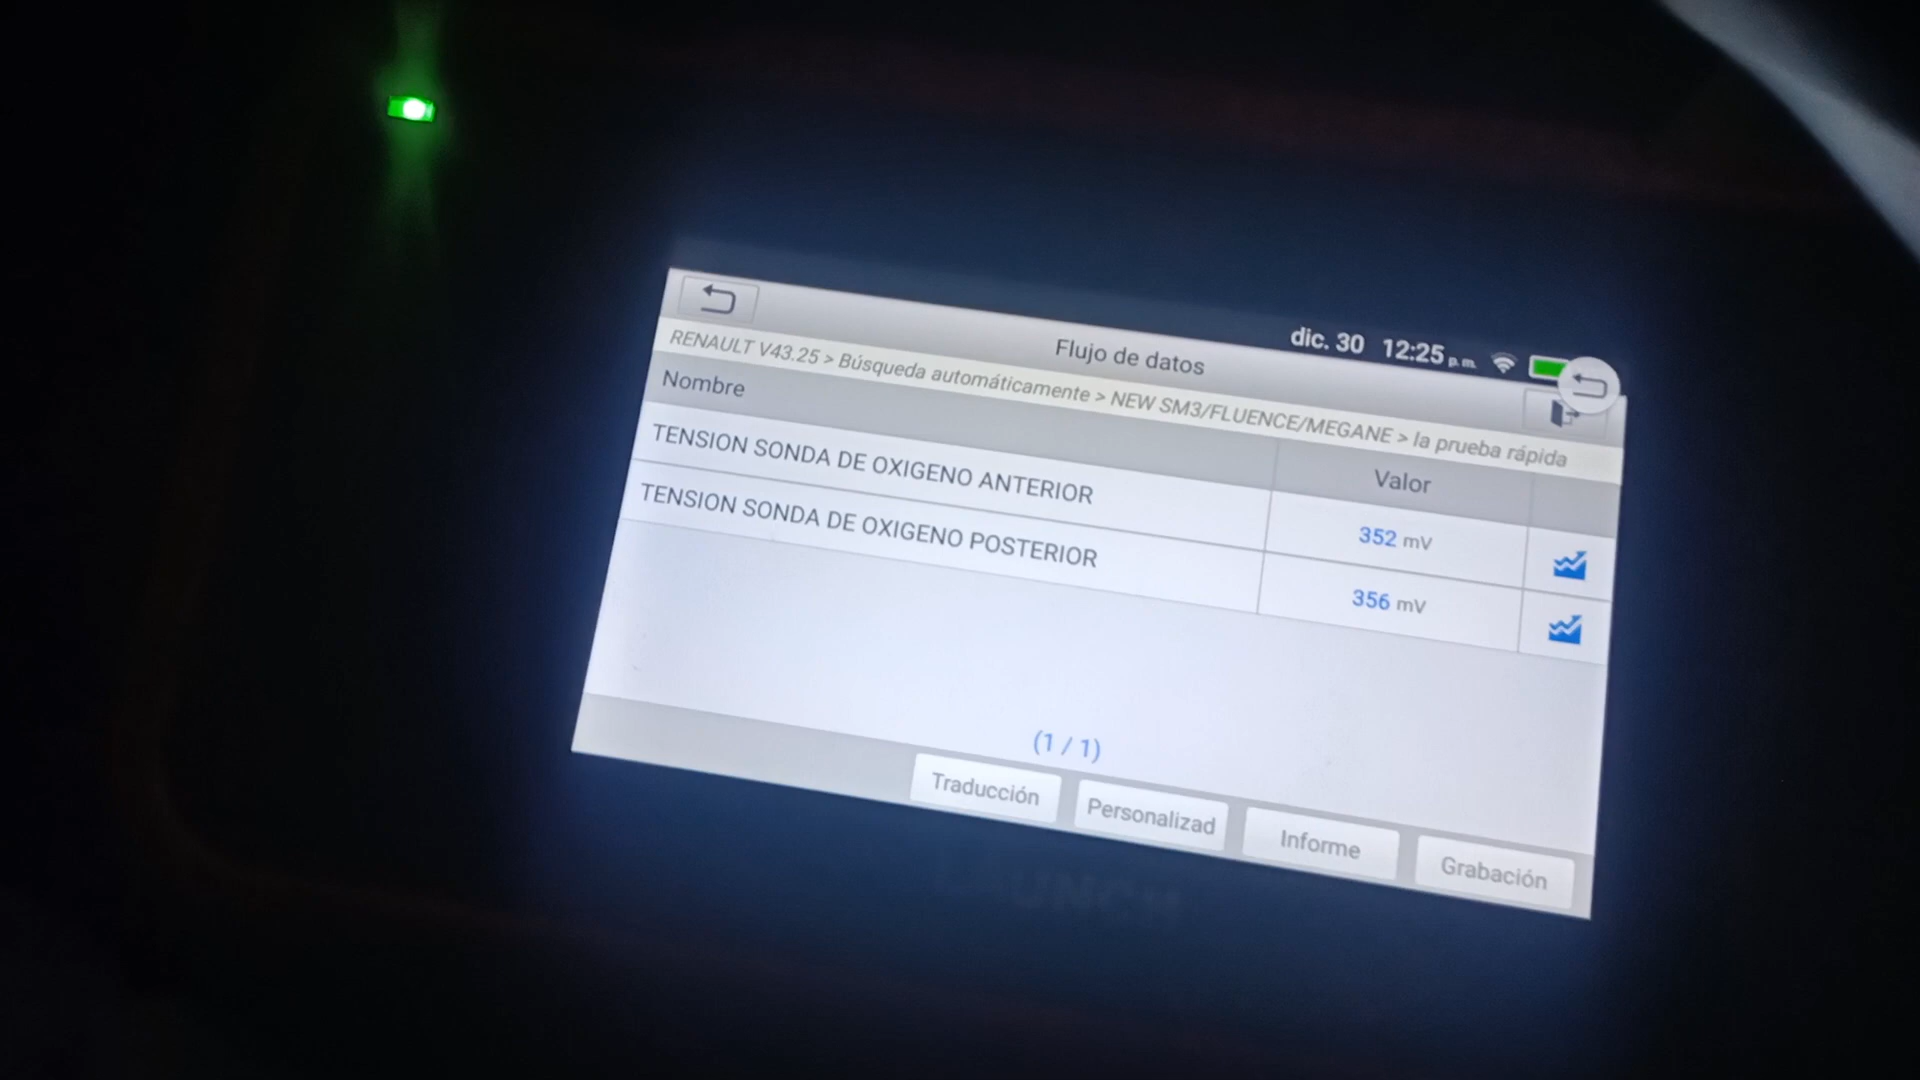 dic. 30 12:25 p. m.
Flujo de datos
RENAULT V43.25 > Búsqueda automáticamente > NEW SM3/FLUENCE/MEGANE > la prueba rápida
Nombre Valor
TENSION SONDA DE OXIGENO ANTERIOR 352 mV
TENSION SONDA DE OXIGENO POSTERIOR 356 mV
(1 / 1)
Traducción Personalizad Informe Grabación
LAUNCH